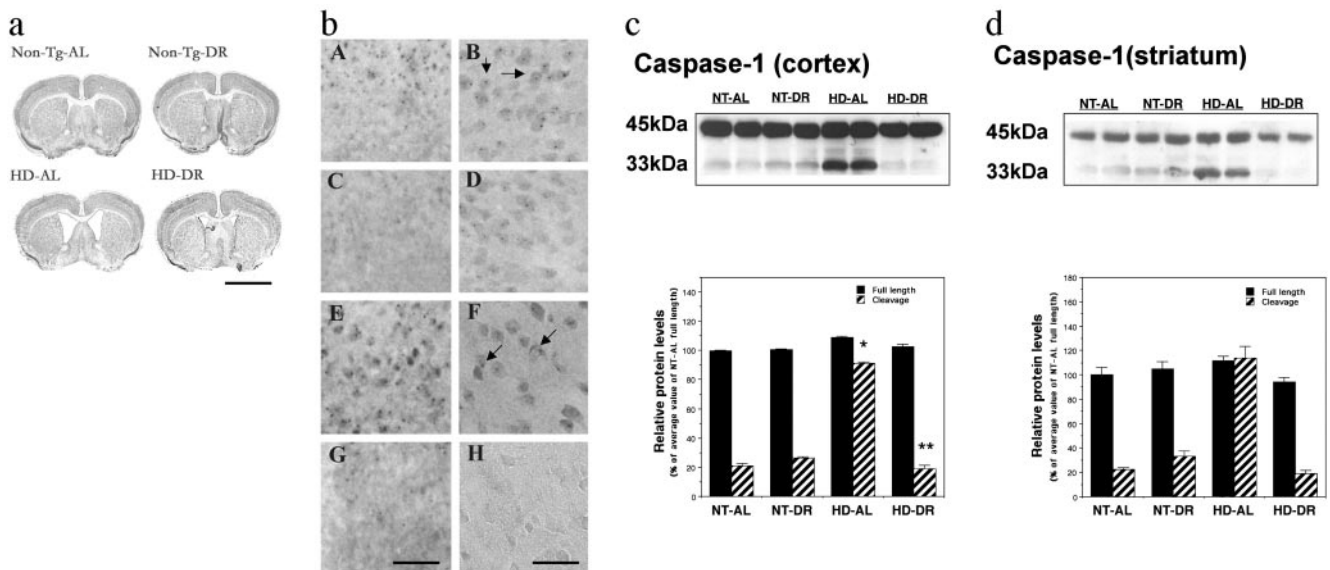 a
Non-Tg-AL Non-Tg-DR
HD-AL HD-DR
b
A B
C D
E F
G H
c
Caspase-1 (cortex)
NT-AL NT-DR HD-AL HD-DR
45kDa
33kDa
Relative protein levels
(% of average value of NT-AL full length)
140
120
100
80
60
40
20
0
Full length
Cleavage
*
**
NT-AL NT-DR HD-AL HD-DR
d
Caspase-1(striatum)
NT-AL NT-DR HD-AL HD-DR
45kDa
33kDa
Relative protein levels
(% of average value of NT-AL full length)
180
160
140
120
100
80
60
40
20
0
Full length
Cleavage
NT-AL NT-DR HD-AL HD-DR